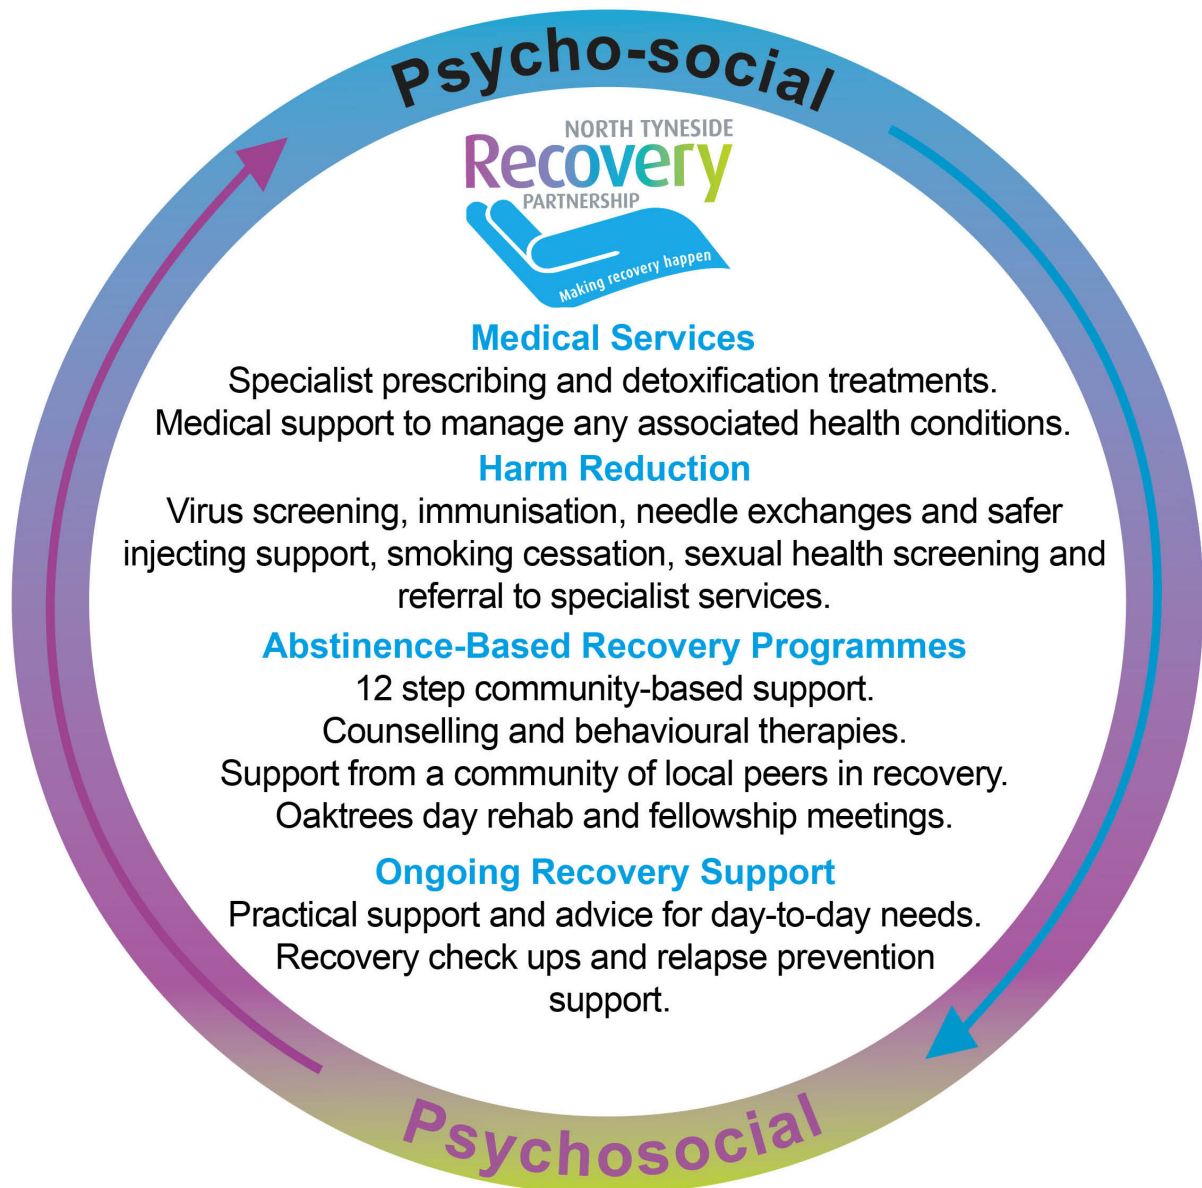 Psycho-social
NORTH TYNESIDE
Recovery
PARTNERSHIP
Making recovery happen
Medical Services
Specialist prescribing and detoxification treatments.
Medical support to manage any associated health conditions.
Harm Reduction
Virus screening, immunisation, needle exchanges and safer
injecting support, smoking cessation, sexual health screening and
referral to specialist services.
Abstinence-Based Recovery Programmes
12 step community-based support.
Counselling and behavioural therapies.
Support from a community of local peers in recovery.
Oaktrees day rehab and fellowship meetings.
Ongoing Recovery Support
Practical support and advice for day-to-day needs.
Recovery check ups and relapse prevention
support.
Psychosocial